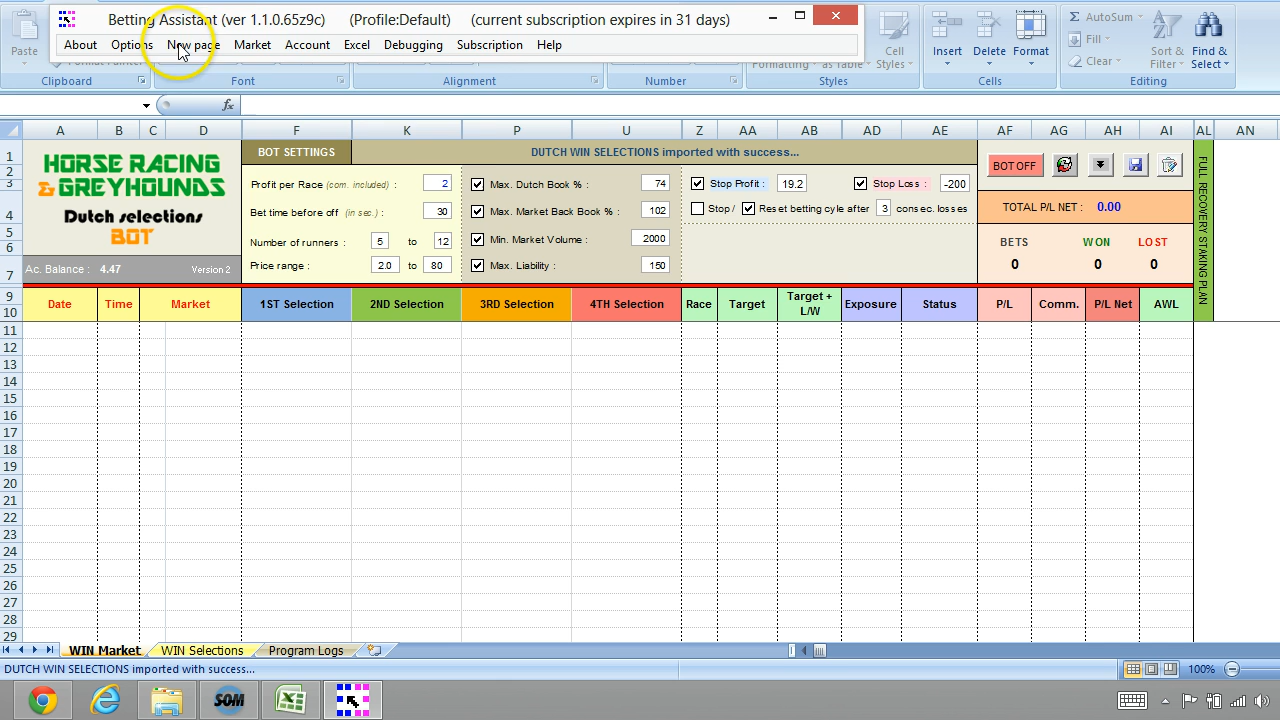 Betting Assistant (ver 1.1.0.65z9c) (Profile:Default) (current subscription expires in 31 days)
About Options New page Market Account Excel Debugging Subscription Help
Paste
Cell
Styles
Insert Delete Format
AutoSum
Fill
Clear
Sort &
Filter
Find &
Select
Formatting as Table
Clipboard Font Alignment Number Styles Cells Editing
fx
A B C D F K P U Z AA AB AD AE AF AG AH AI AL AN
1
2
3
4
5
6
7
9
10
HORSE RACING
& GREYHOUNDS
Dutch selections
BOT
Ac. Balance : 4.47 Version 2
BOT SETTINGS
DUTCH WIN SELECTIONS imported with success...
Profit per Race (com. included) : 2
Bet time before off (in sec.) : 30
Number of runners : 5 to 12
Price range : 2.0 to 80
Max. Dutch Book % : 74
Max. Market Back Book % : 102
Min. Market Volume : 2000
Max. Liability : 150
Stop Profit : 19.2
Stop Loss : -200
Stop / Reset betting cyle after 3 consec. losses
BOT OFF
TOTAL P/L NET : 0.00
BETS WON LOST
0 0 0
FULL RECOVERY STAKING PLAN
Date Time Market 1ST Selection 2ND Selection 3RD Selection 4TH Selection Race Target Target + L/W Exposure Status P/L Comm. P/L Net AWL
11
12
13
14
15
16
17
18
19
20
21
22
23
24
25
26
27
28
29
WIN Market WIN Selections Program Logs
DUTCH WIN SELECTIONS imported with success...
100%
SOM